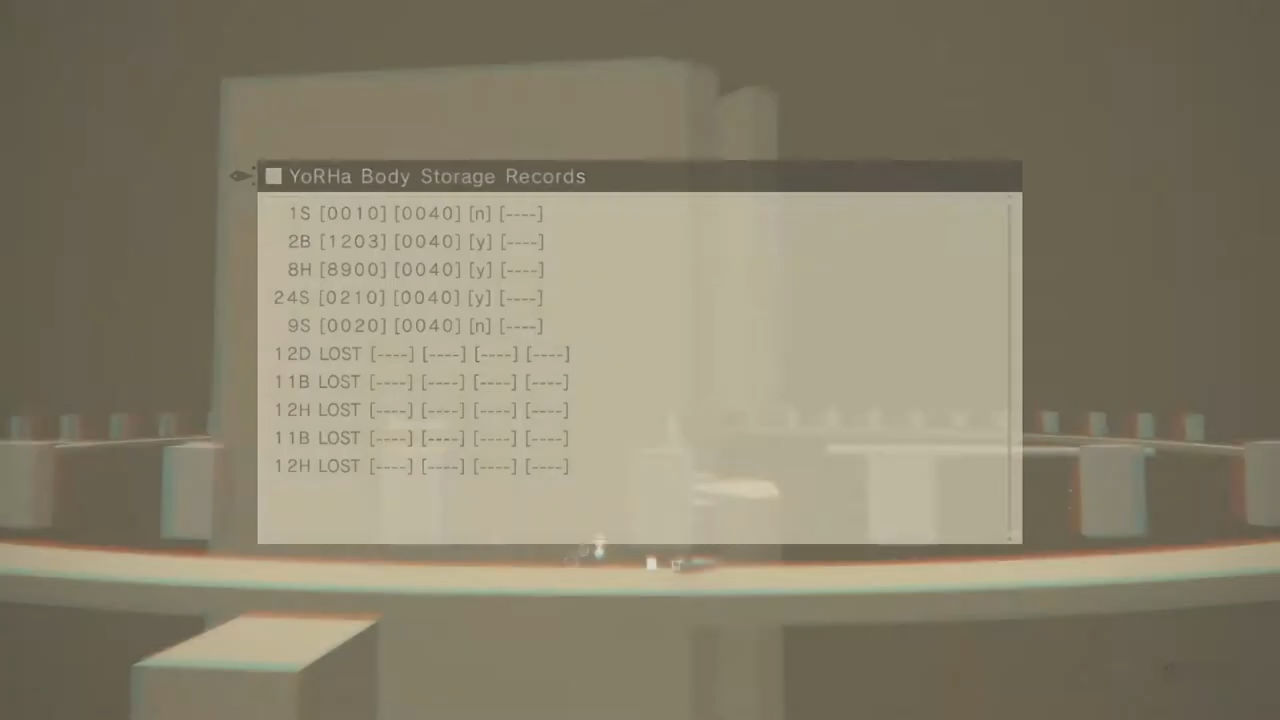 YoRHa Body Storage Records
1S [0010] [0040] [n] [----]
2B [1203] [0040] [y] [----]
8H [8900] [0040] [y] [----]
24S [0210] [0040] [y] [----]
9S [0020] [0040] [n] [----]
12D LOST [----] [----] [----] [----]
11B LOST [----] [----] [----] [----]
12H LOST [----] [----] [----] [----]
11B LOST [----] [----] [----] [----]
12H LOST [----] [----] [----] [----]